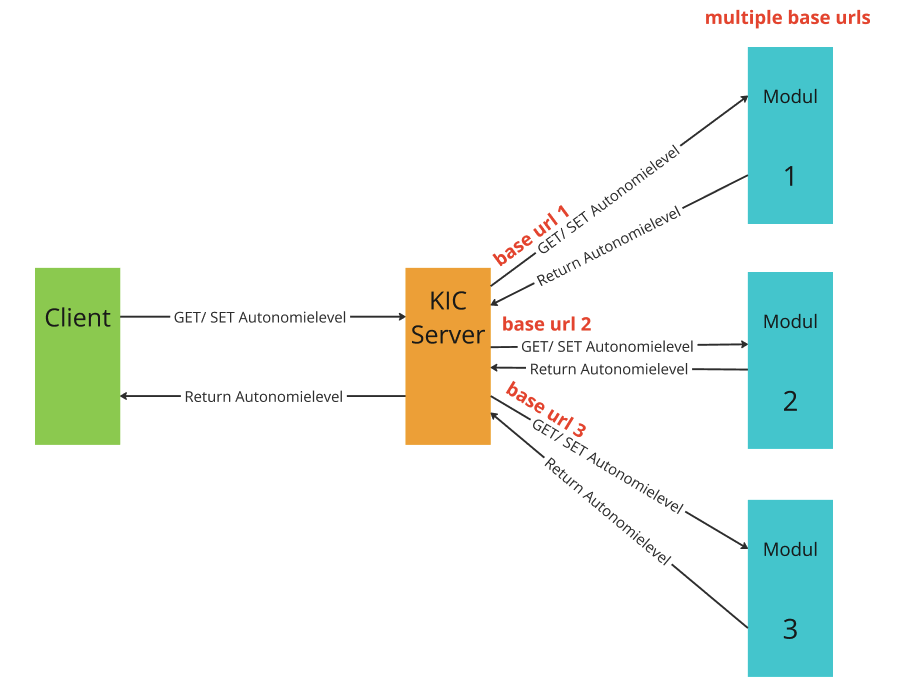 multiple base urls
Modul
1
base url 1
GET/ SET Autonomielevel
Return Autonomielevel
Client
GET/ SET Autonomielevel
Return Autonomielevel
KIC
Server
base url 2
GET/ SET Autonomielevel
Return Autonomielevel
Modul
2
base url 3
GET/ SET Autonomielevel
Return Autonomielevel
Modul
3